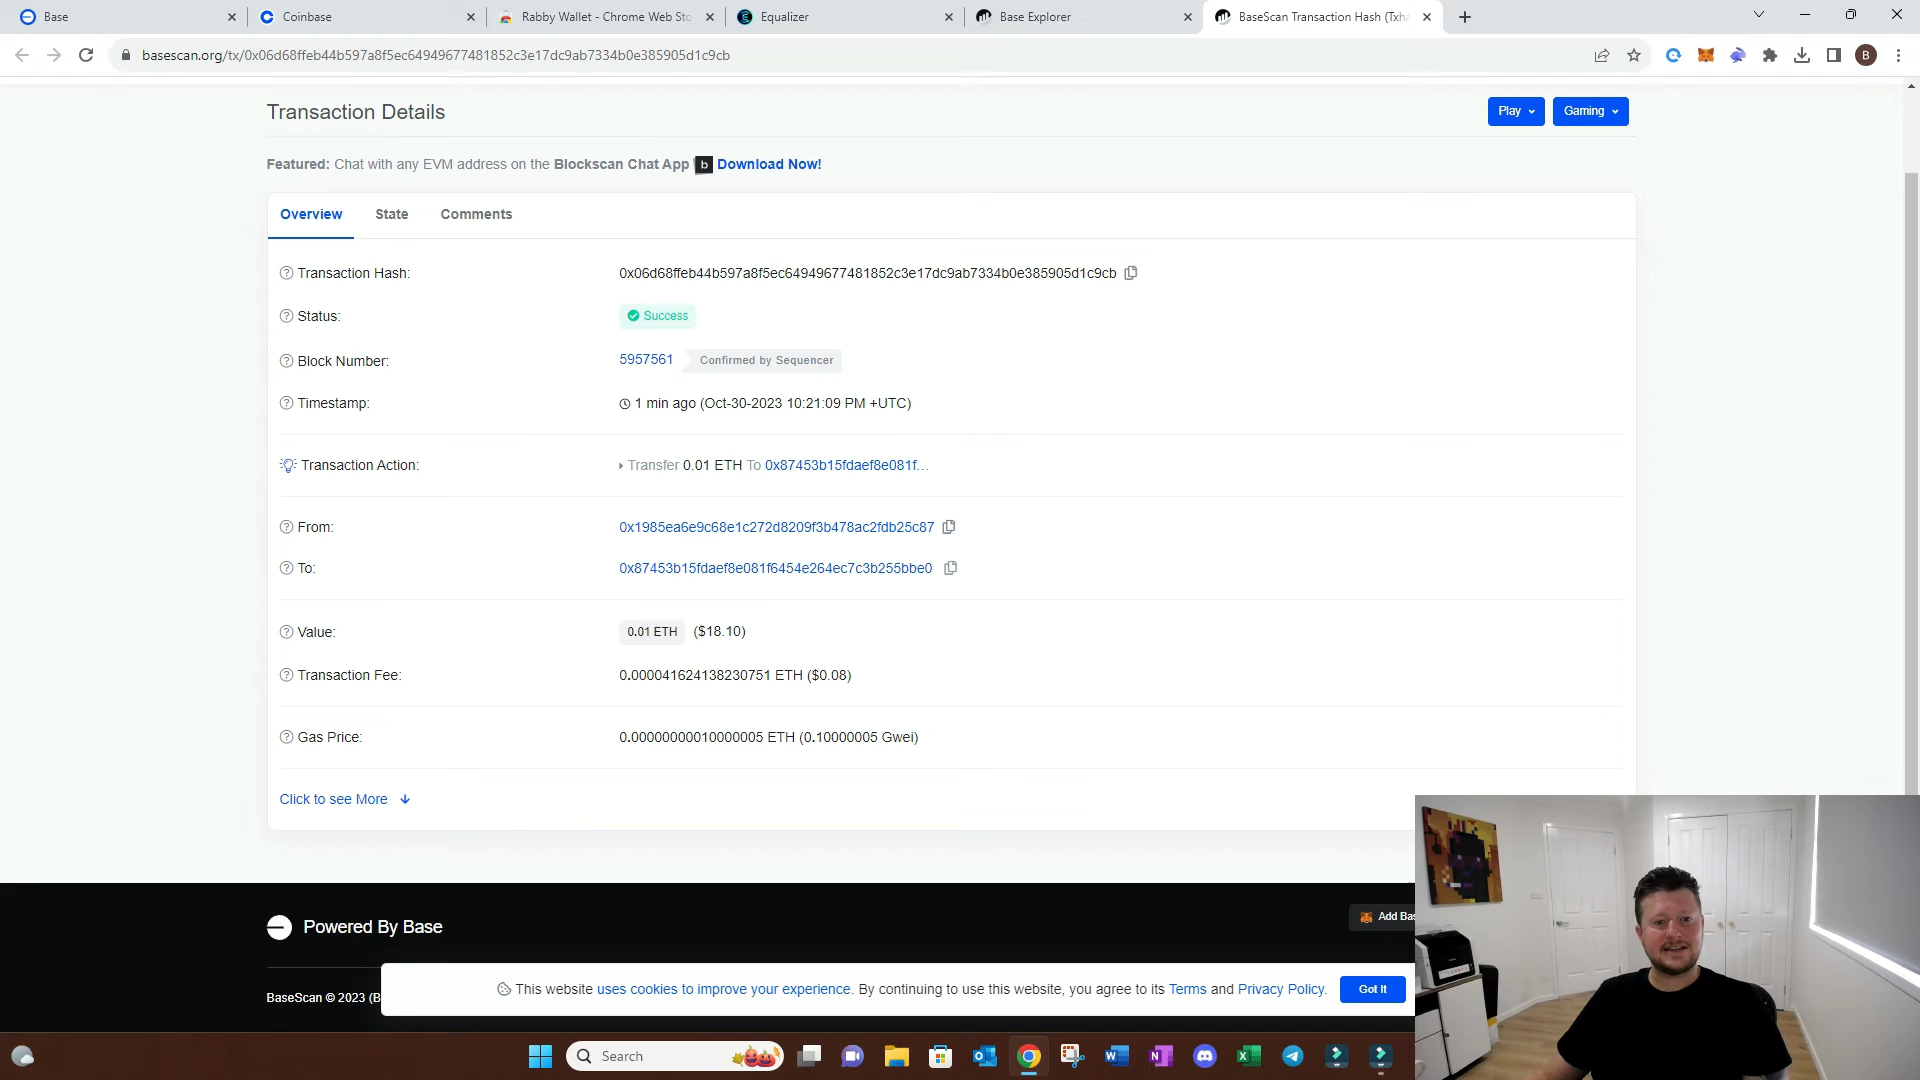 Base
Coinbase
Rabby Wallet - Chrome Web Sto
Equalizer
Base Explorer
BaseScan Transaction Hash (Txha
basescan.org/tx/0x06d68ffeb44b597a8f5ec64949677481852c3e17dc9ab7334b0e385905d1c9cb
B
Transaction Details
Play
Gaming
Featured: Chat with any EVM address on the Blockscan Chat App b Download Now!
Overview State Comments
Transaction Hash: 0x06d68ffeb44b597a8f5ec64949677481852c3e17dc9ab7334b0e385905d1c9cb
Status: Success
Block Number: 5957561 Confirmed by Sequencer
Timestamp: 1 min ago (Oct-30-2023 10:21:09 PM +UTC)
Transaction Action: Transfer 0.01 ETH To 0x87453b15fdaef8e081f…
From: 0x1985ea6e9c68e1c272d8209f3b478ac2fdb25c87
To: 0x87453b15fdaef8e081f6454e264ec7c3b255bbe0
Value: 0.01 ETH ($18.10)
Transaction Fee: 0.000041624138230751 ETH ($0.08)
Gas Price: 0.00000000010000005 ETH (0.10000005 Gwei)
Click to see More
Powered By Base
Add Bas
BaseScan © 2023 (B
This website uses cookies to improve your experience. By continuing to use this website, you agree to its Terms and Privacy Policy.
Got It
Search